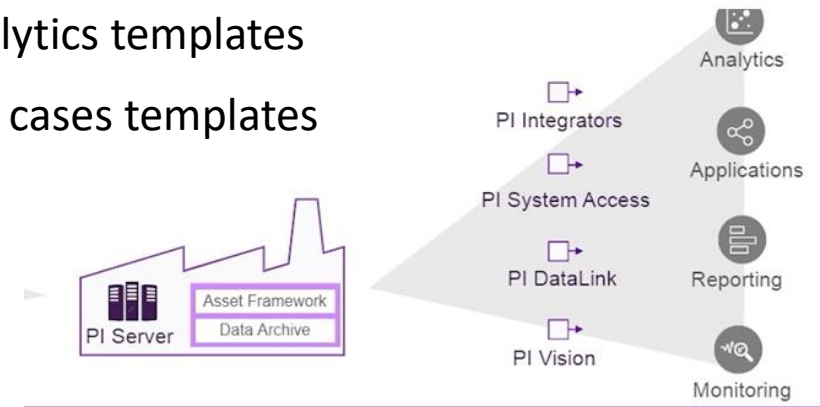 lytics templates
cases templates
Analytics
PI Integrators
Applications
PI System Access
Asset Framework
PI DataLink
Reporting
PI Server
Data Archive
PI Vision
Monitoring